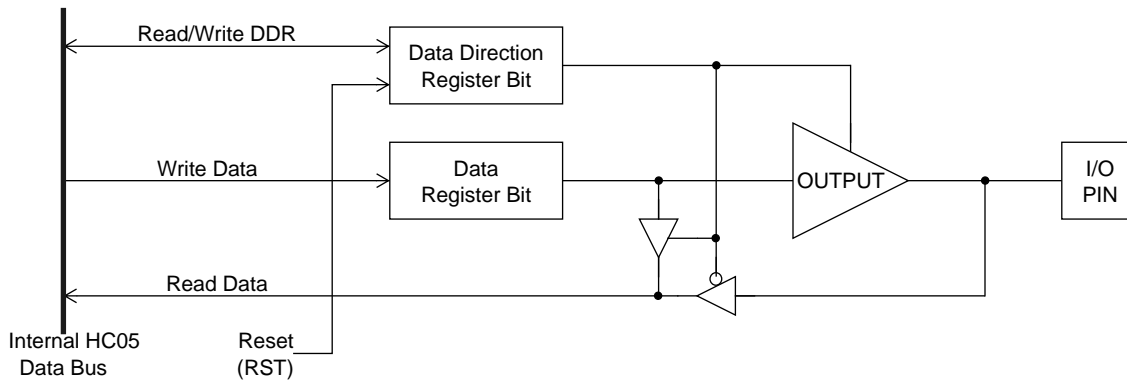 Read/Write DDR
Data Direction
Register Bit
Write Data
Data
Register Bit
OUTPUT
I/O
PIN
Read Data
Internal HC05
Data Bus
Reset
(RST)